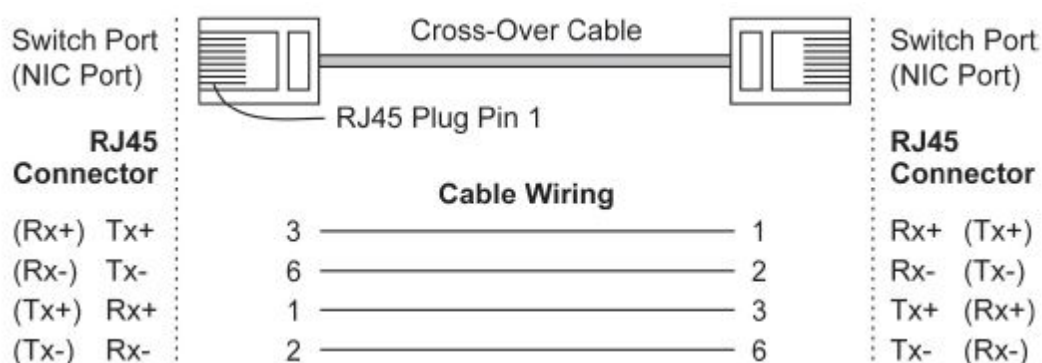 Switch Port Cross-Over Cable Switch Port
(NIC Port) (NIC Port)
RJ45 Plug Pin 1
RJ45 RJ45
Connector Connector
Cable Wiring
(Rx+) Tx+ 3 1 Rx+ (Tx+)
(Rx-) Tx- 6 2 Rx- (Tx-)
(Tx+) Rx+ 1 3 Tx+ (Rx+)
(Tx-) Rx- 2 6 Tx- (Rx-)